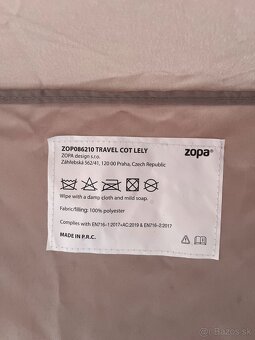 ZOP086210 TRAVEL COT LELY
zopa®
ZOPA design s.r.o.
Záhřebská 562/41, 120 00 Praha, Czech Republic
Wipe with a damp cloth and mild soap.
Fabric/filling: 100% polyester
Complies with EN716-1:2017+AC:2019 & EN716-2:2017
MADE IN P.R.C.
© bazos.sk